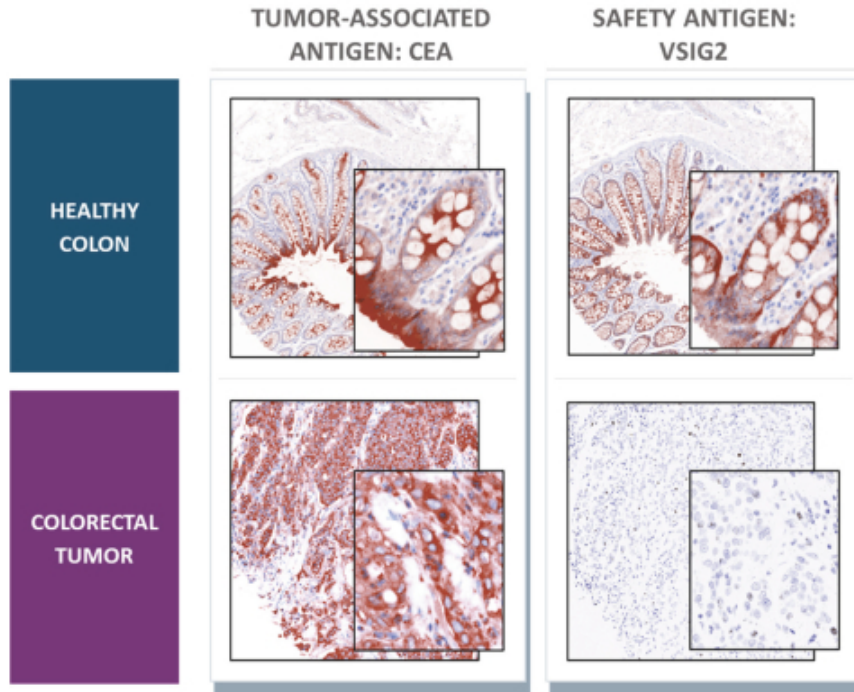 TUMOR-ASSOCIATED
ANTIGEN: CEA
SAFETY ANTIGEN:
VSIG2
HEALTHY
COLON
COLORECTAL
TUMOR